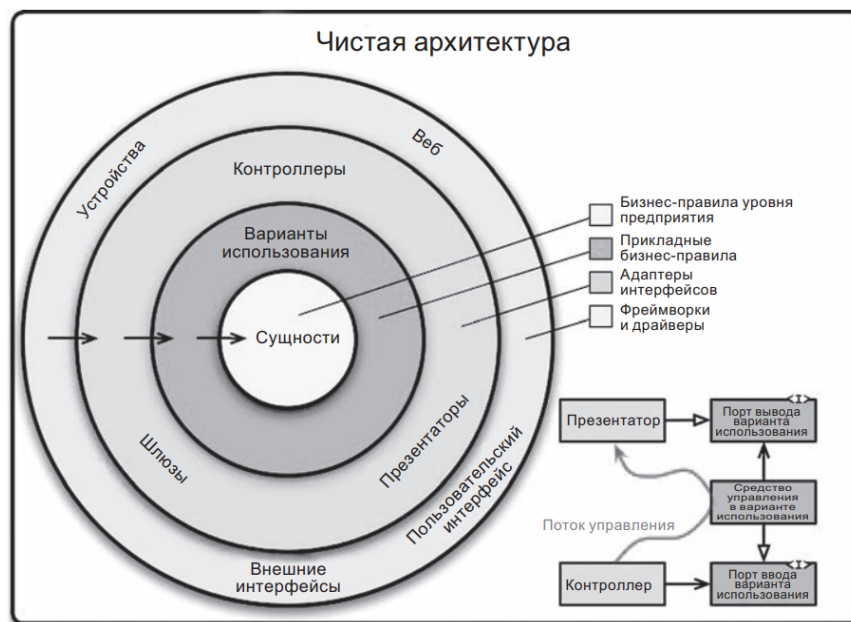 Чистая архитектура
Устройства
Веб
Контроллеры
Варианты
использования
Сущности
Шлюзы
Презентаторы
Пользовательский
интерфейс
Внешние
интерфейсы
Бизнес-правила уровня
предприятия
Прикладные
бизнес-правила
Адаптеры
интерфейсов
Фреймворки
и драйверы
Презентатор
Порт вывода
варианта
использования
<I>
Средство
управления
в варианте
использования
Поток управления
Контроллер
Порт ввода
варианта
использования
<I>